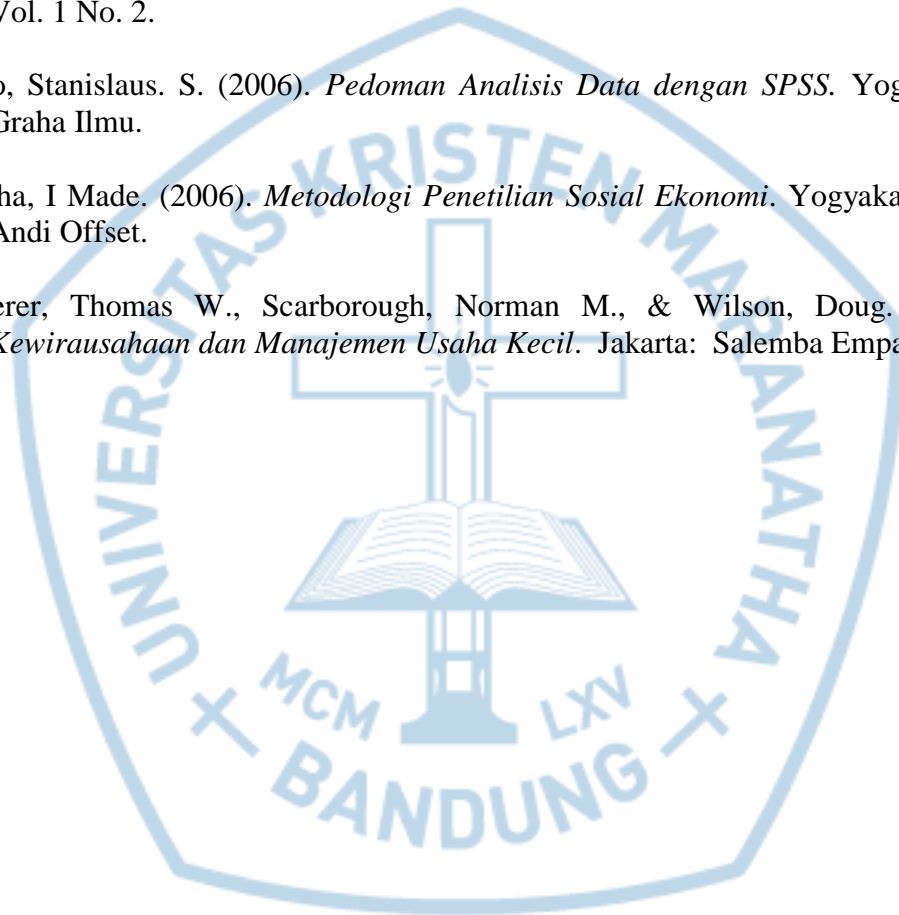 Vol. 1 No. 2.
o, Stanislaus. S. (2006). Pedoman Analisis Data dengan SPSS. Yog
Graha Ilmu.
ha, I Made. (2006). Metodologi Penetilian Sosial Ekonomi. Yogyaka
Andi Offset.
erer, Thomas W., Scarborough, Norman M., & Wilson, Doug.
Kewirausahaan dan Manajemen Usaha Kecil. Jakarta: Salemba Empa
UNIVERSITAS KRISTEN MARANATHA
MCM LXV
BANDUNG